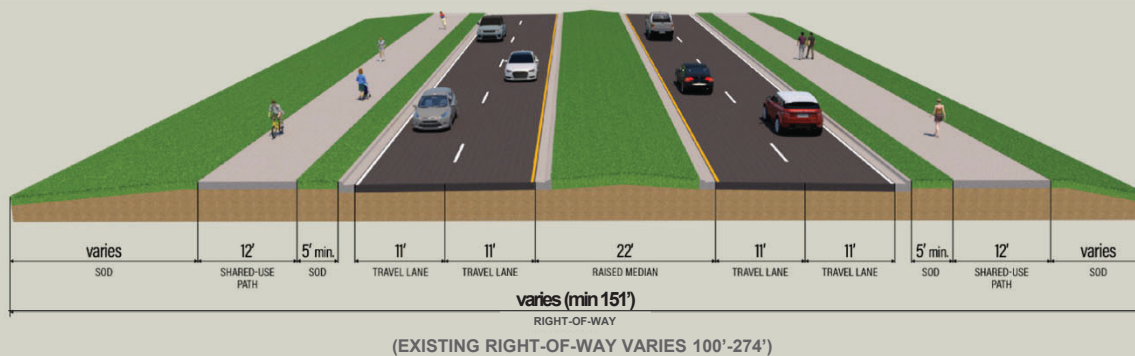 varies 12' 5' min. 11' 11' 22' 11' 11' 5' min. 12' varies
SOD SHARED-USE PATH SOD TRAVEL LANE TRAVEL LANE RAISED MEDIAN TRAVEL LANE TRAVEL LANE SOD SHARED-USE PATH SOD
varies (min 151')
RIGHT-OF-WAY
(EXISTING RIGHT-OF-WAY VARIES 100'-274')